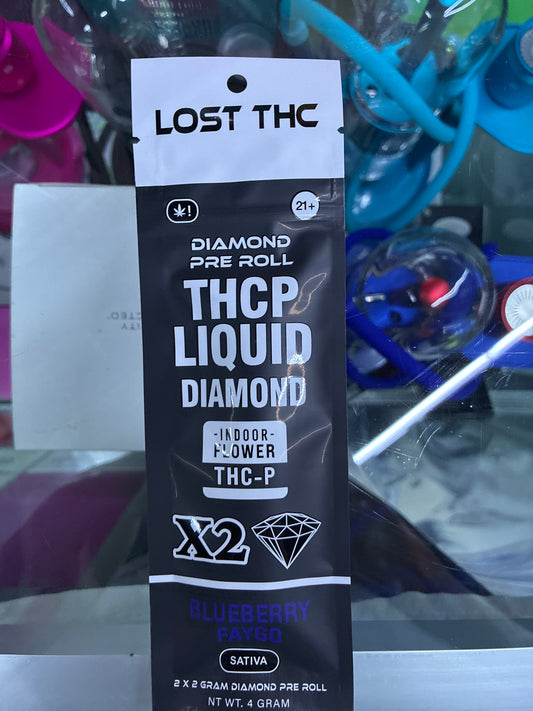 LOST THC
21+
DIAMOND
PRE ROLL
THCP
LIQUID
DIAMOND
-INDOOR-
FLOWER
THC-P
X2
BLUEBERRY
FAYGO
SATIVA
2 X 2 GRAM DIAMOND PRE ROLL
NT WT. 4 GRAM